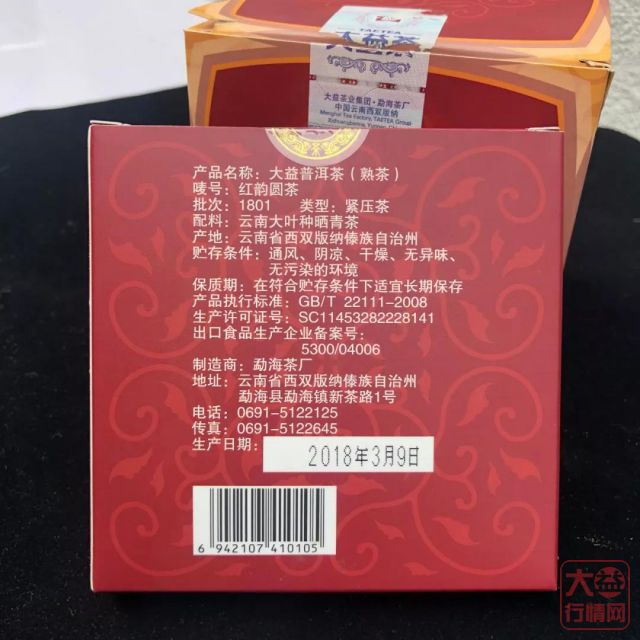 TAETEA
大益茶
大益茶业集团·勐海茶厂
中国云南西双版纳
Menghai Tea Factory, TAETEA Group
产品名称：大益普洱茶（熟茶）
唛号：红韵圆茶
批次：1801 类型：紧压茶
配料：云南大叶种晒青茶
产地：云南省西双版纳傣族自治州
贮存条件：通风、阴凉、干燥、无异味、
无污染的环境
保质期：在符合贮存条件下适宜长期保存
产品执行标准：GB/T 22111-2008
生产许可证号：SC11453282228141
出口食品生产企业备案号：
5300/04006
制造商：勐海茶厂
地址：云南省西双版纳傣族自治州
勐海县勐海镇新茶路1号
电话：0691-5122125
传真：0691-5122645
生产日期：
2018年3月9日
6 942107 410105
大益
行情网